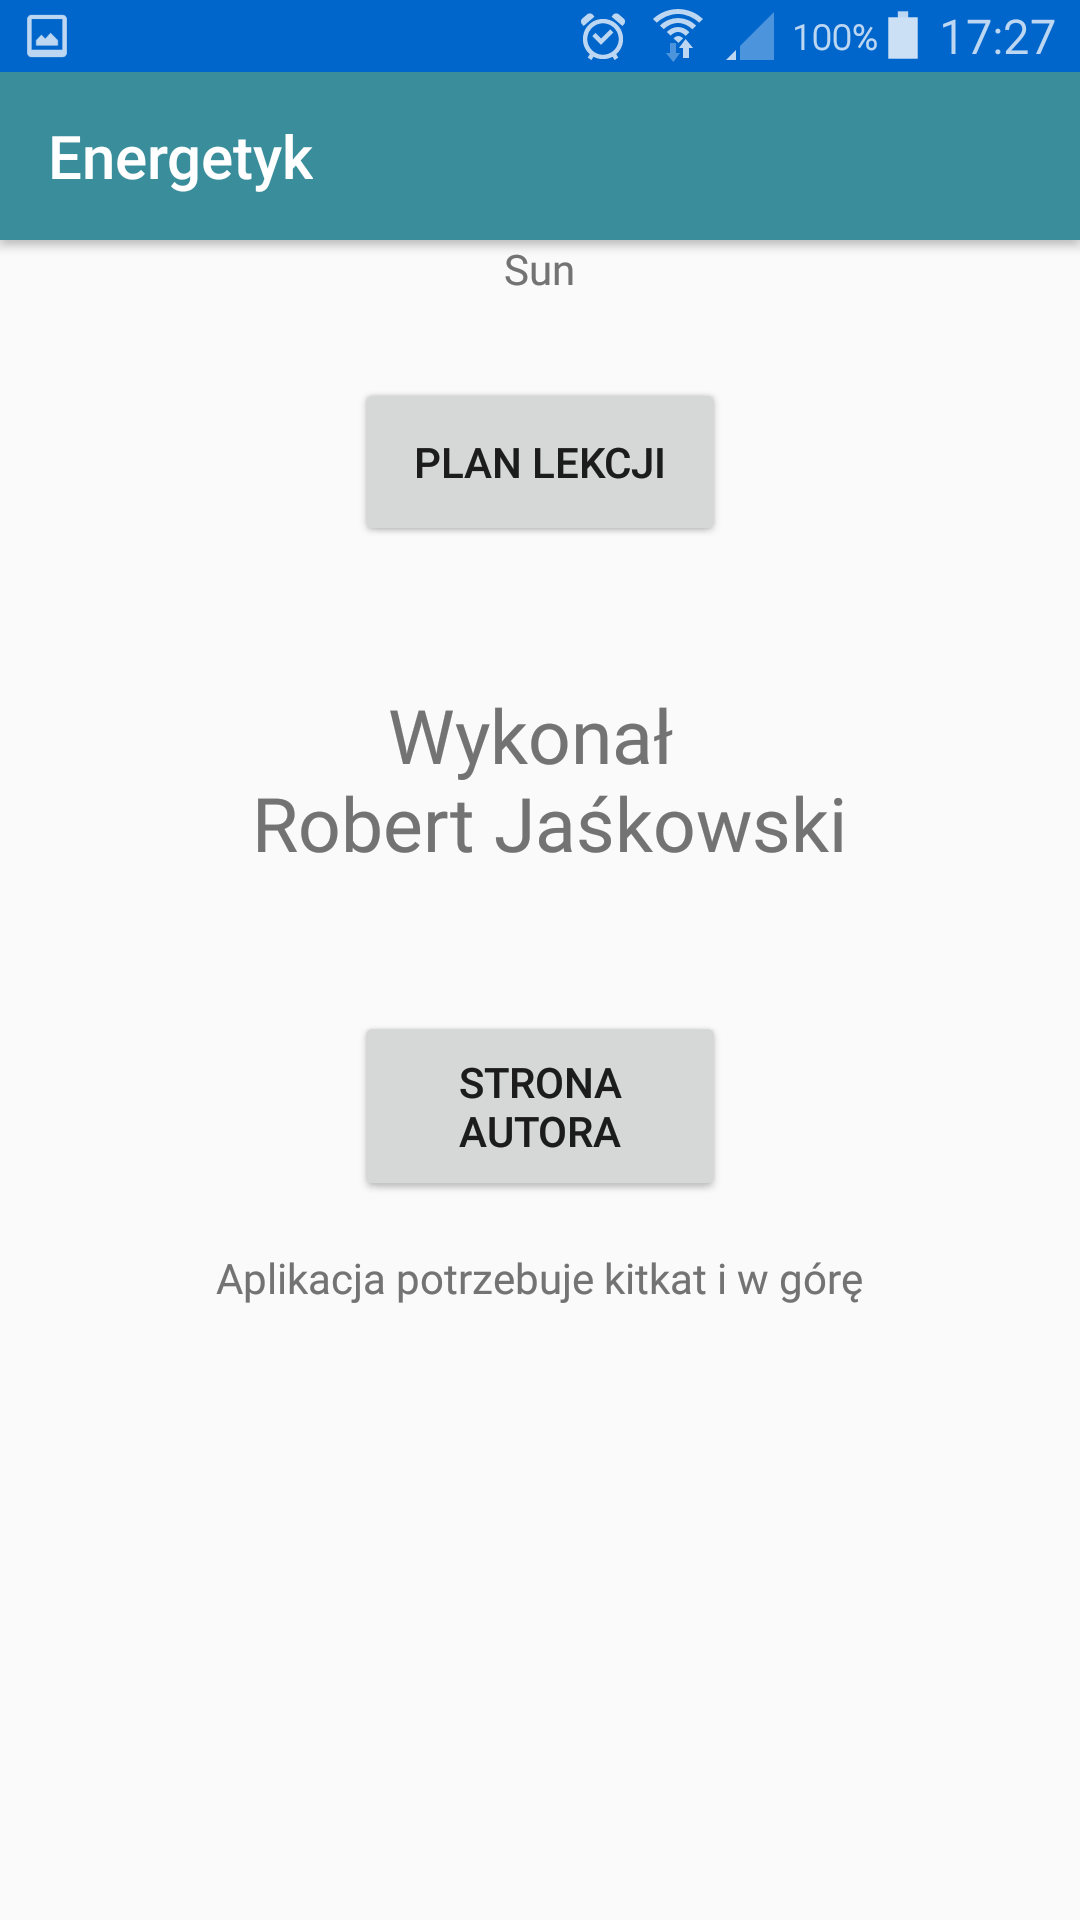 100% 17:27
Energetyk
Sun
PLAN LEKCJI
Wykonał
Robert Jaśkowski
STRONA
AUTORA
Aplikacja potrzebuje kitkat i w górę